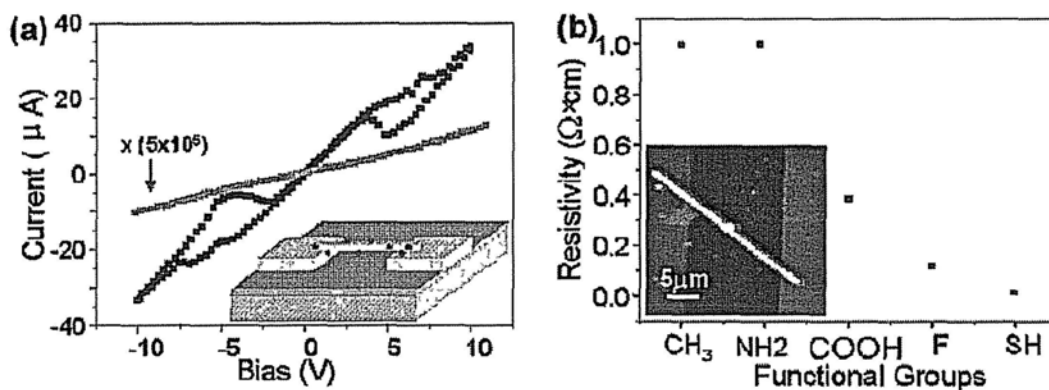 (a)
40
20
0
-20
-40
Current ( μ A)
x (5x10⁵)
-10 -5 0 5 10
Bias (V)
(b)
1.0
0.8
0.6
0.4
0.2
0.0
Resistivity (Ω×cm)
5μm
CH₃ NH2 COOH F SH
Functional Groups